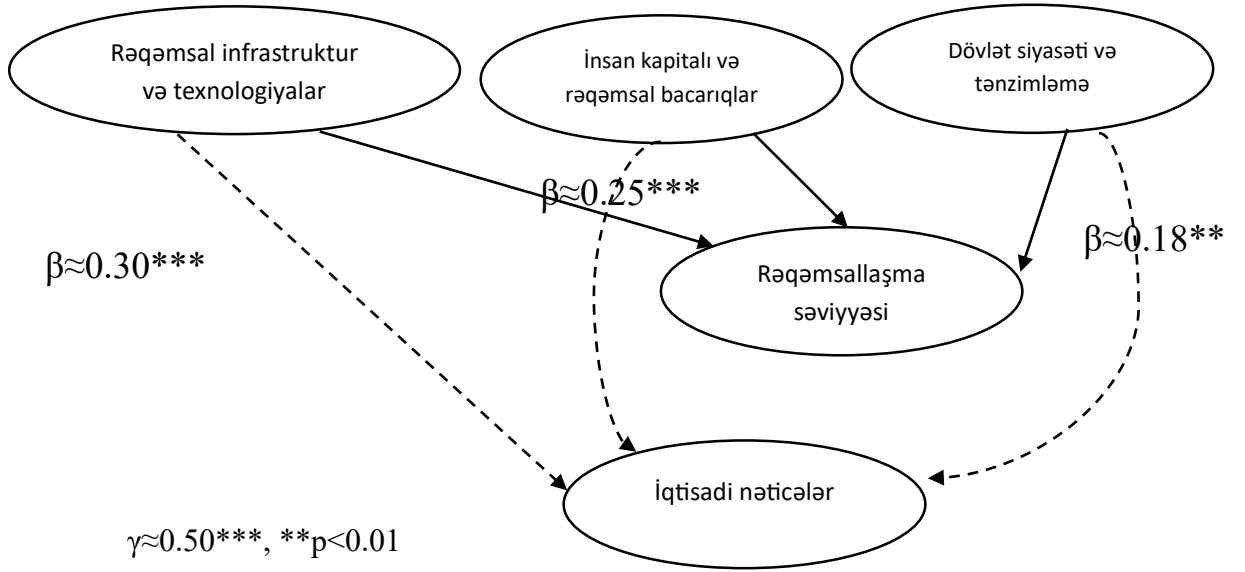 Rəqəmsal infrastruktur
və texnologiyalar
İnsan kapitalı və
rəqəmsal bacarıqlar
Dövlət siyasəti və
tənzimləmə
β≈0.25***
β≈0.18**
β≈0.30***
Rəqəmsallaşma
səviyyəsi
İqtisadi nəticələr
γ≈0.50***, **p<0.01